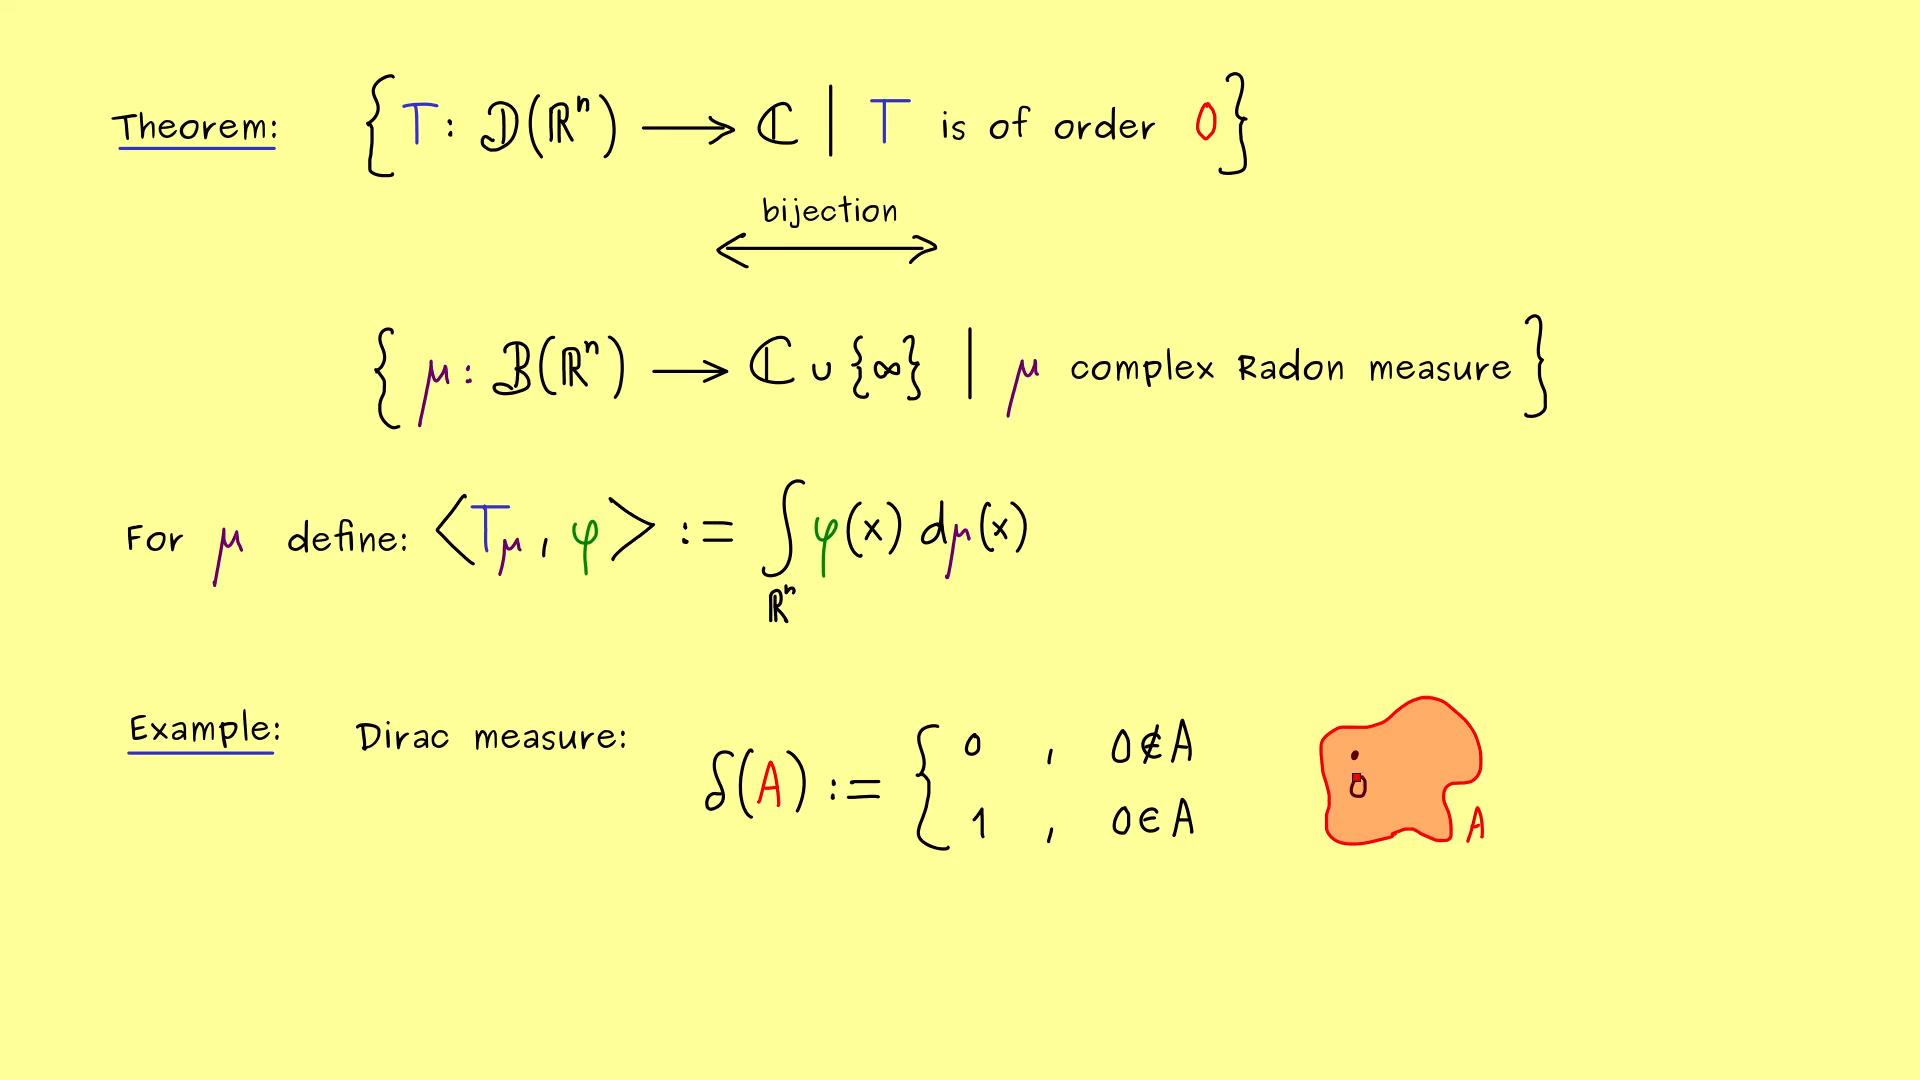 Theorem: { T: 𝒟(ℝⁿ) ⟶ ℂ | T is of order 0 }
bijection
⟷
{ μ: ℬ(ℝⁿ) ⟶ ℂ ∪ {∞} | μ complex Radon measure }
For μ define: ⟨T_μ, φ⟩ := ∫_ℝⁿ φ(x) dμ(x)
Example: Dirac measure: δ(A) := { 0 , 0 ∉ A
1 , 0 ∈ A
0
A